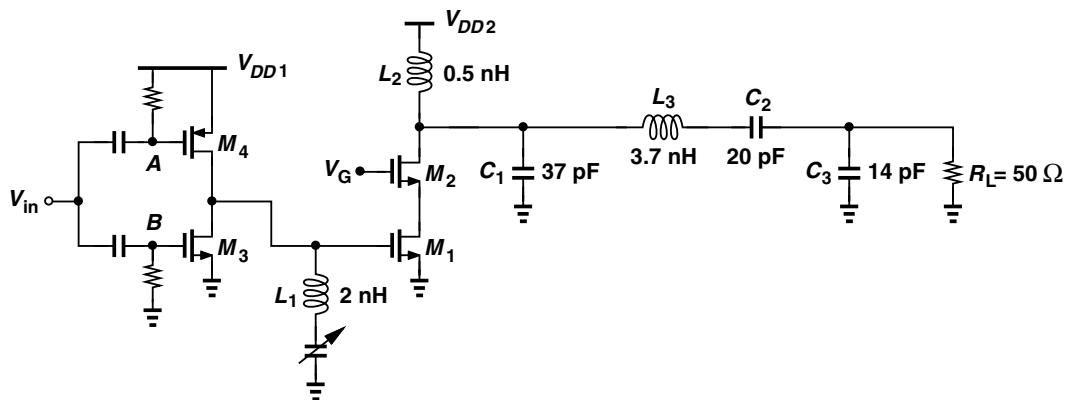 V_DD2
L_2 0.5 nH
V_DD1
L_3 C_2
A M_4
V_G M_2 C_1 37 pF 3.7 nH 20 pF C_3 14 pF R_L= 50 Ω
V_in
B M_3 M_1
L_1 2 nH